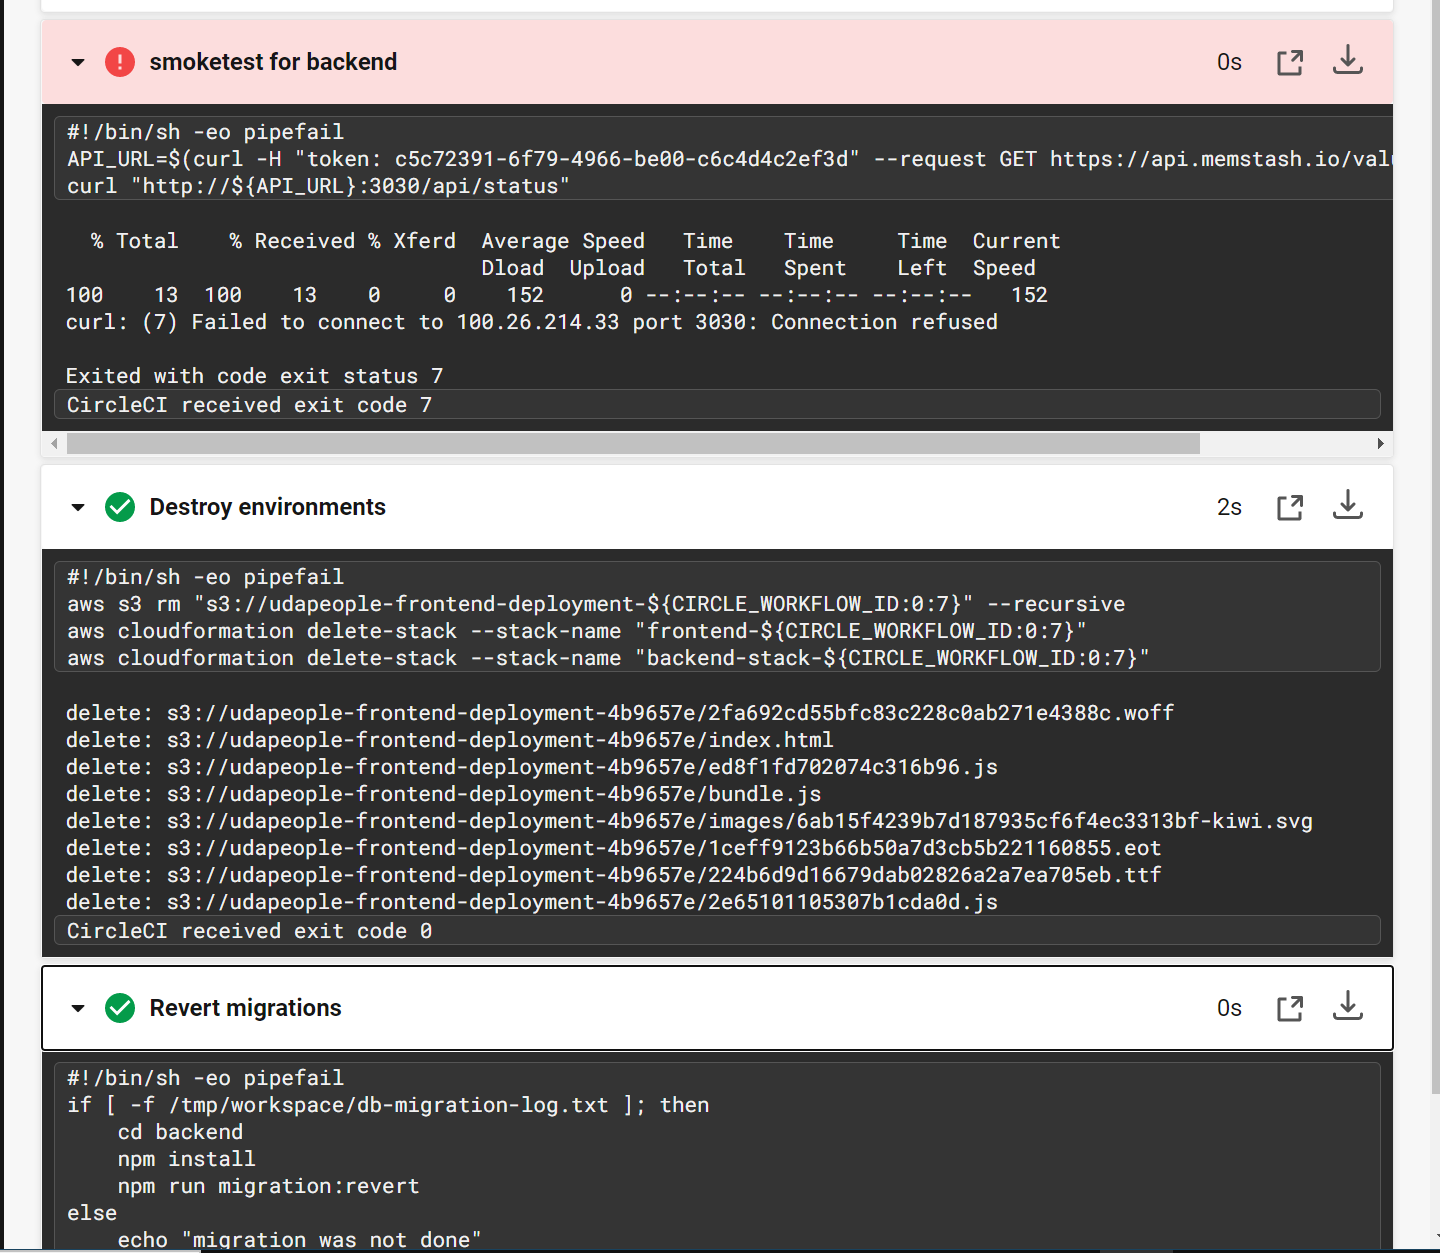 smoketest for backend 0s
#!/bin/sh -eo pipefail
API_URL=$(curl -H "token: c5c72391-6f79-4966-be00-c6c4d4c2ef3d" --request GET https://api.memstash.io/valu
curl "http://${API_URL}:3030/api/status"
% Total % Received % Xferd Average Speed Time Time Time Current
Dload Upload Total Spent Left Speed
100 13 100 13 0 0 152 0 --:--:-- --:--:-- --:--:-- 152
curl: (7) Failed to connect to 100.26.214.33 port 3030: Connection refused
Exited with code exit status 7
CircleCI received exit code 7
Destroy environments 2s
#!/bin/sh -eo pipefail
aws s3 rm "s3://udapeople-frontend-deployment-${CIRCLE_WORKFLOW_ID:0:7}" --recursive
aws cloudformation delete-stack --stack-name "frontend-${CIRCLE_WORKFLOW_ID:0:7}"
aws cloudformation delete-stack --stack-name "backend-stack-${CIRCLE_WORKFLOW_ID:0:7}"
delete: s3://udapeople-frontend-deployment-4b9657e/2fa692cd55bfc83c228c0ab271e4388c.woff
delete: s3://udapeople-frontend-deployment-4b9657e/index.html
delete: s3://udapeople-frontend-deployment-4b9657e/ed8f1fd702074c316b96.js
delete: s3://udapeople-frontend-deployment-4b9657e/bundle.js
delete: s3://udapeople-frontend-deployment-4b9657e/images/6ab15f4239b7d187935cf6f4ec3313bf-kiwi.svg
delete: s3://udapeople-frontend-deployment-4b9657e/1ceff9123b66b50a7d3cb5b221160855.eot
delete: s3://udapeople-frontend-deployment-4b9657e/224b6d9d16679dab02826a2a7ea705eb.ttf
delete: s3://udapeople-frontend-deployment-4b9657e/2e65101105307b1cda0d.js
CircleCI received exit code 0
Revert migrations 0s
#!/bin/sh -eo pipefail
if [ -f /tmp/workspace/db-migration-log.txt ]; then
cd backend
npm install
npm run migration:revert
else
echo "migration was not done"